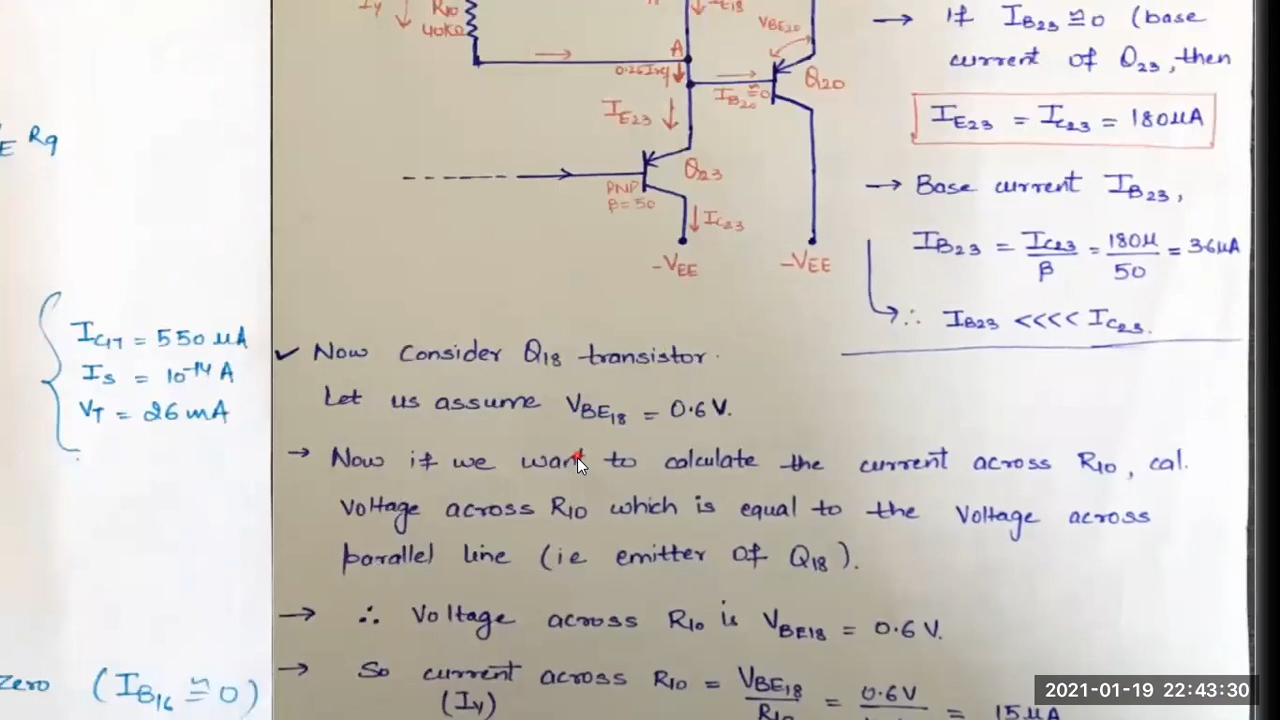 Iy
R10
40KΩ
IE18
VBE20
A
0.25IREF
IB20 ≅0
Q20
IE23
Q23
PNP
β=50
IC23
-VEE
-VEE
→ If IB23 ≅ 0 (base
current of Q23, then
IE23 = IC23 = 180μA
→ Base current IB23,
IB23 = IC23/β = 180μ/50 = 3.6μA
∴ IB23 <<<< IC23.
E R9
IC17 = 550 μA
IS = 10^-14 A
VT = 26 mA
zero (IB16 ≅ 0)
✓ Now Consider Q18 transistor.
Let us assume VBE18 = 0.6 V.
→ Now if we want to calculate the current across R10, cal.
Voltage across R10 which is equal to the Voltage across
parallel line (ie emitter of Q18).
→ ∴ Voltage across R10 is VBE18 = 0.6 V.
→ So current across R10 = VBE18/R10 = 0.6V = 15μA
(Iy)
2021-01-19 22:43:30